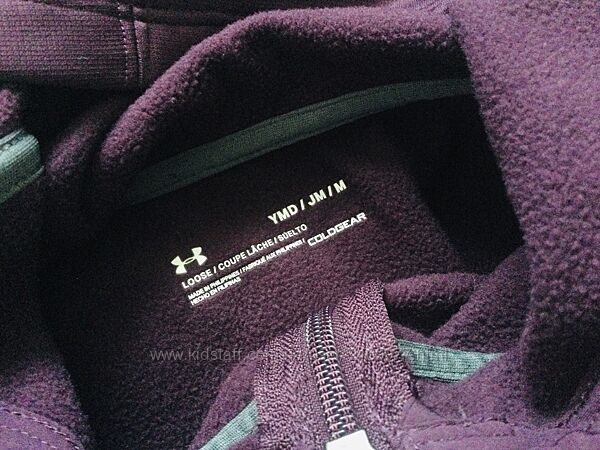 YMD / JM / M
LOOSE / COUPE LÂCHE / SUELTO
COLDGEAR
MADE IN PHILIPPINES / FABRIQUÉ AUX PHILIPPINES /
HECHO EN FILIPINAS